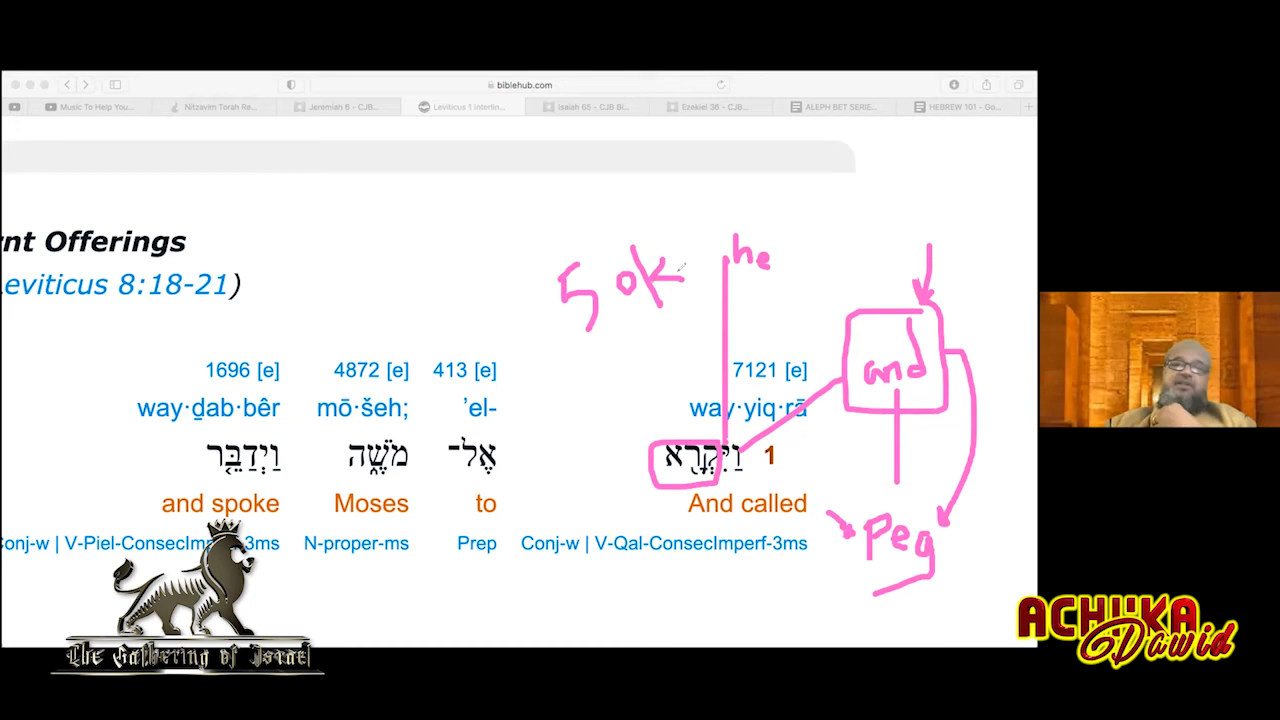 biblehub.com
Music To Help You...
Nitzavim Torah Re...
Jeremiah 6 - CJB...
Leviticus 1 Interlin...
Isaiah 65 - CJB Bi...
Ezekiel 36 - CJB...
ALEPH BET SERIE...
HEBREW 101 - Go...
nt Offerings
eviticus 8:18-21)
he
5 ok
and
1696 [e] 4872 [e] 413 [e] 7121 [e]
way·ḏab·bêr mō·šeh; ’el- way·yiq·rā
וַיִּקְרָ֖א 1 אֶל־ מֹשֶׁ֑ה וַיְדַבֵּ֤ר
and spoke Moses to And called
Conj-w | V-Piel-ConsecImperf-3ms N-proper-ms Prep Conj-w | V-Qal-ConsecImperf-3ms
Peg
The Gathering of Israel
ACHUKA
Dawid